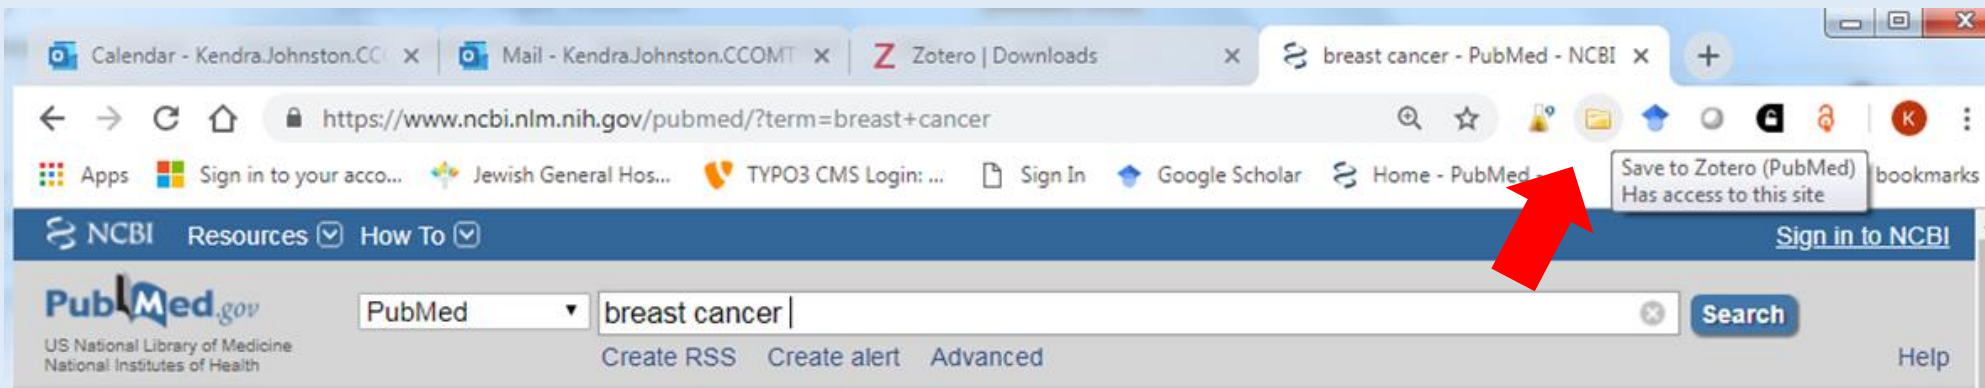 Calendar - Kendra.Johnston.CC
Mail - Kendra.Johnston.CCOMT
Z Zotero | Downloads
breast cancer - PubMed - NCBI
https://www.ncbi.nlm.nih.gov/pubmed/?term=breast+cancer
K
Apps
Sign in to your acco...
Jewish General Hos...
TYPO3 CMS Login: ...
Sign In
Google Scholar
Home - PubMed -
bookmarks
Save to Zotero (PubMed)
Has access to this site
NCBI Resources How To
Sign in to NCBI
PubMed.gov
US National Library of Medicine
National Institutes of Health
PubMed
breast cancer
Search
Create RSS Create alert Advanced
Help